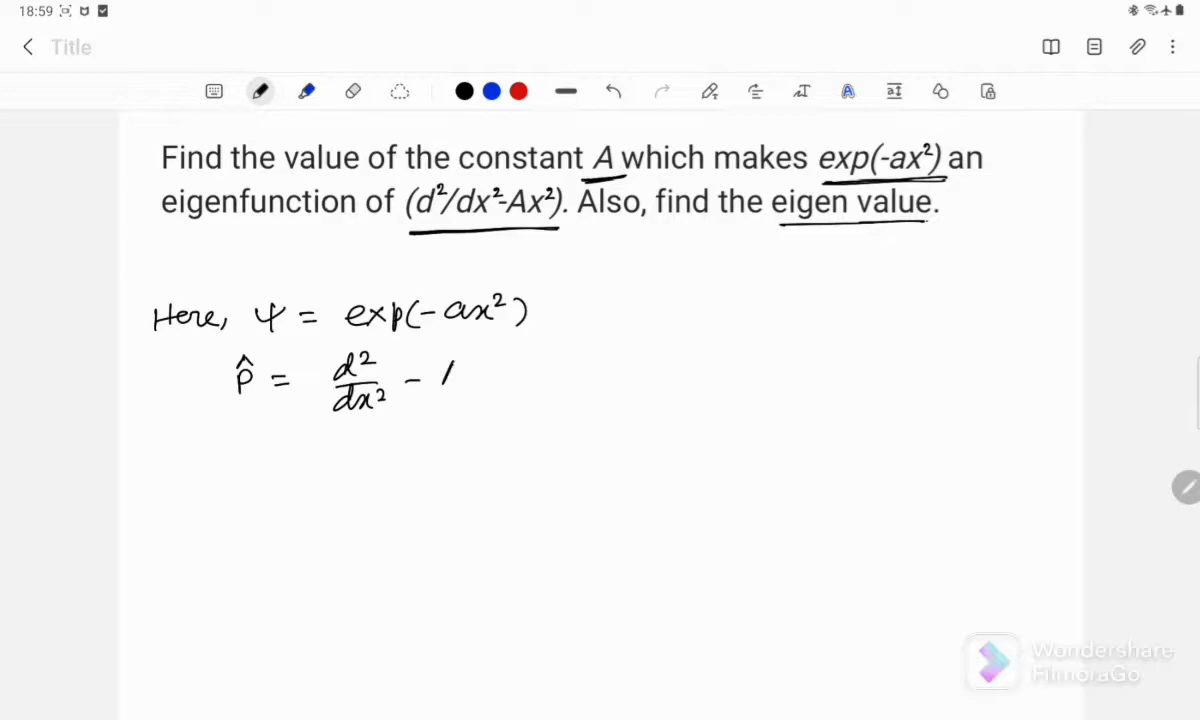 18:59
Title
Find the value of the constant A which makes exp(-ax²) an
eigenfunction of (d²/dx²-Ax²). Also, find the eigen value.
Here, ψ = exp(-ax²)
P̂ = d²/dx² -
Wondershare
FilmoraGo